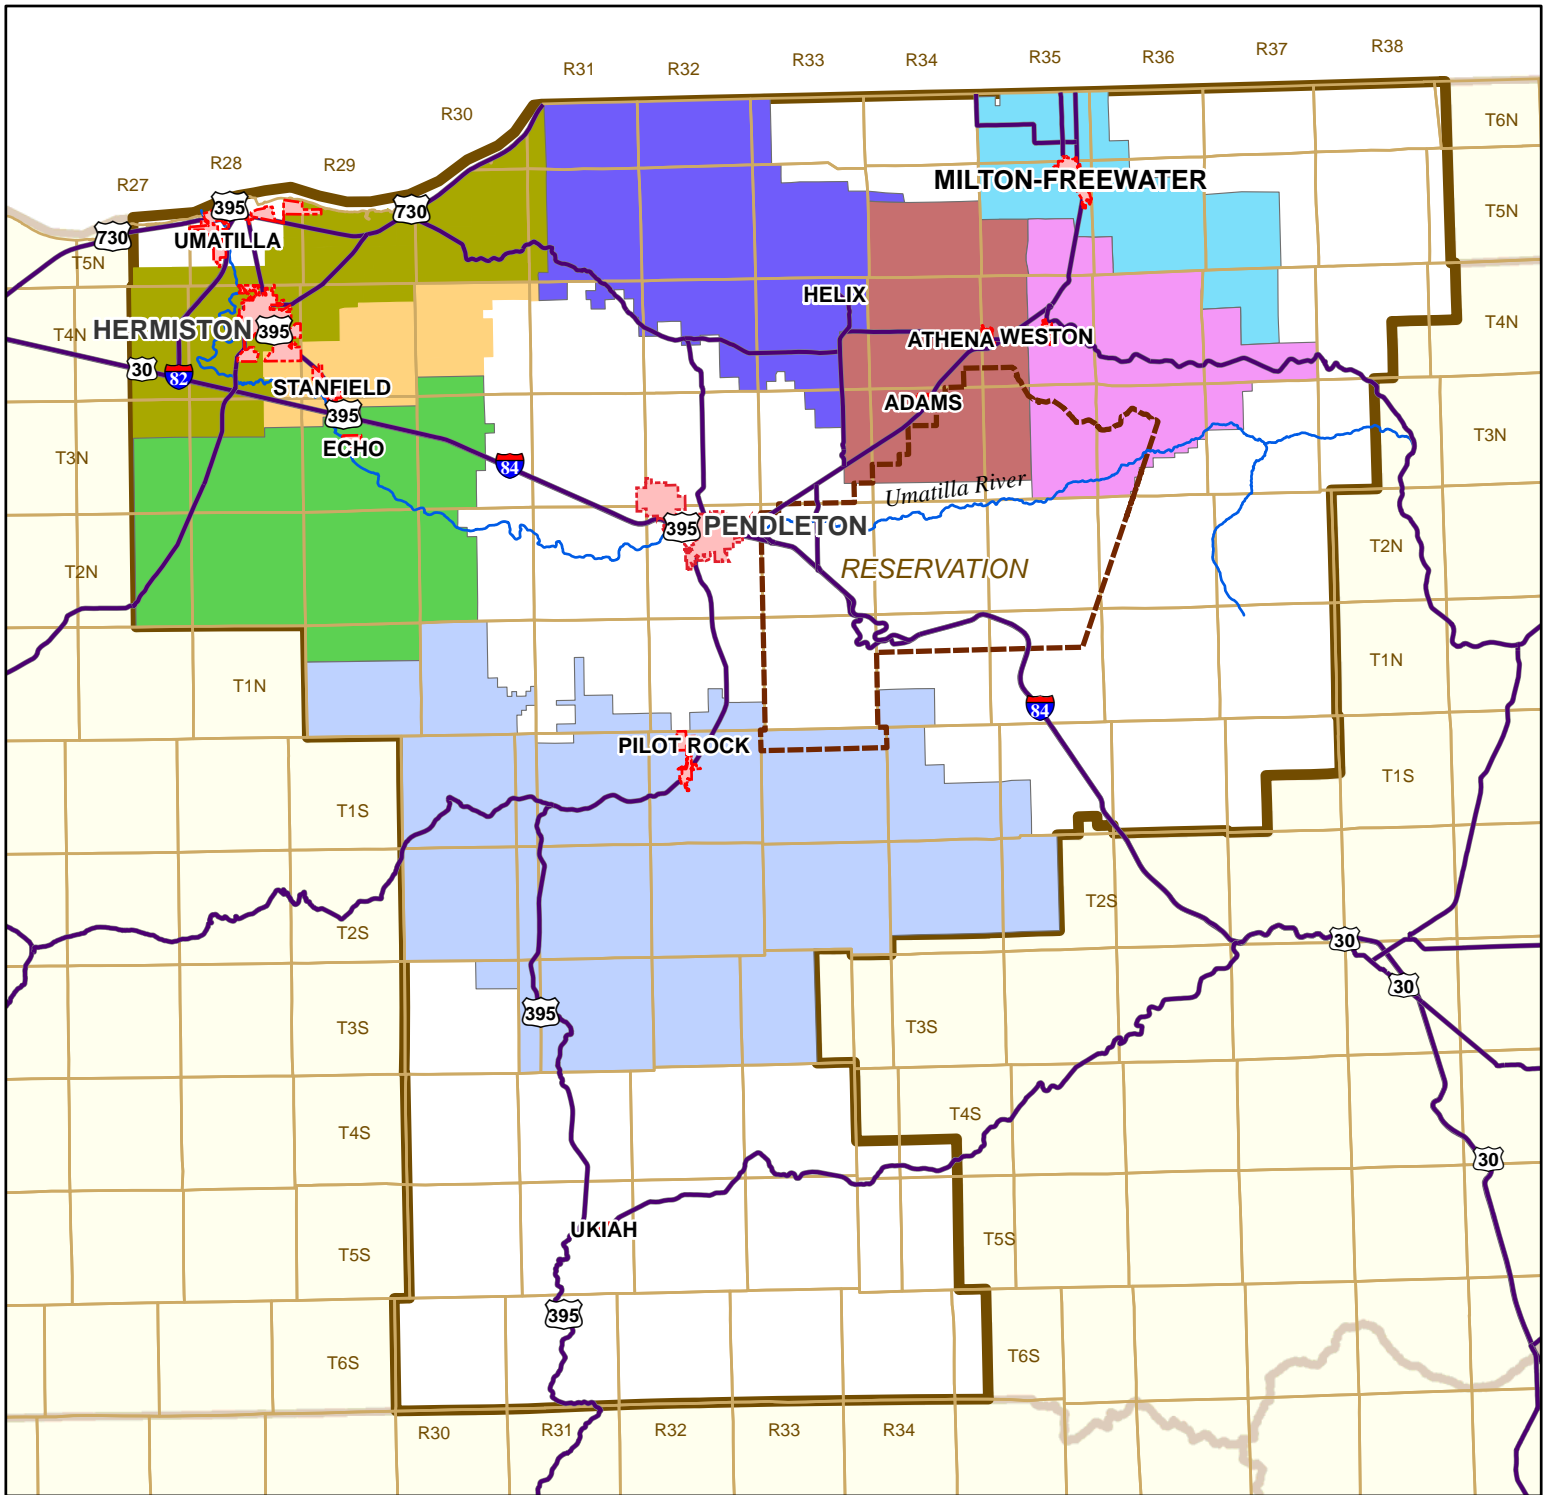 R31
R32
R33
R34
R35
R36
R37
R38
R30
T6N
R28
R29
R27
MILTON-FREEWATER
395
730
T5N
730
UMATILLA
T5N
HELIX
T4N
HERMISTON
395
ATHENA
WESTON
T4N
30
82
STANFIELD
ADAMS
395
ECHO
T3N
T3N
84
Umatilla River
395
PENDLETON
T2N
T2N
RESERVATION
T1N
T1N
84
PILOT ROCK
T1S
T1S
T2S
T2S
30
30
395
T3S
T3S
T4S
T4S
30
UKIAH
T5S
T5S
395
T6S
T6S
R30
R31
R32
R33
R34